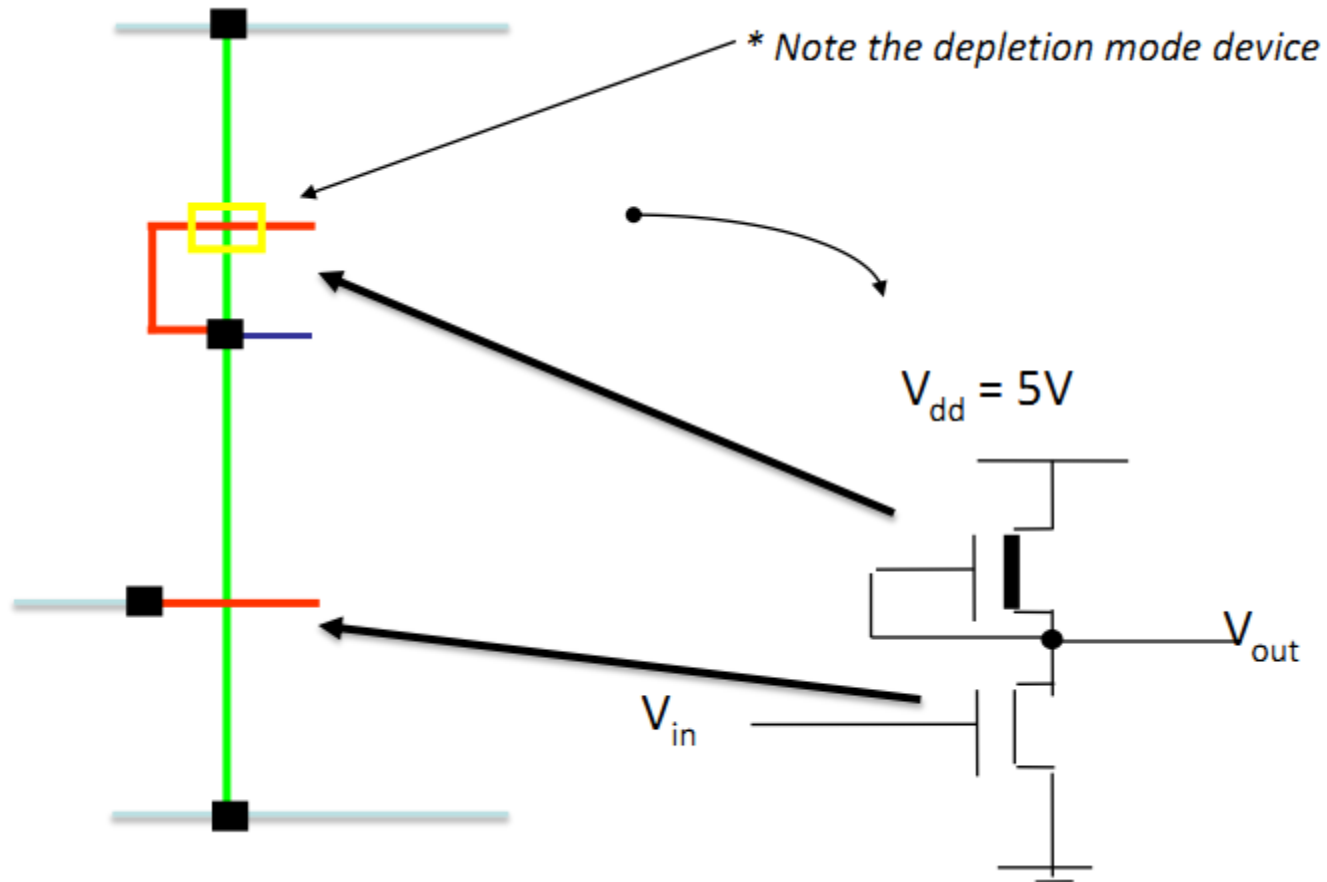 * Note the depletion mode device
Vdd = 5V
Vout
Vin